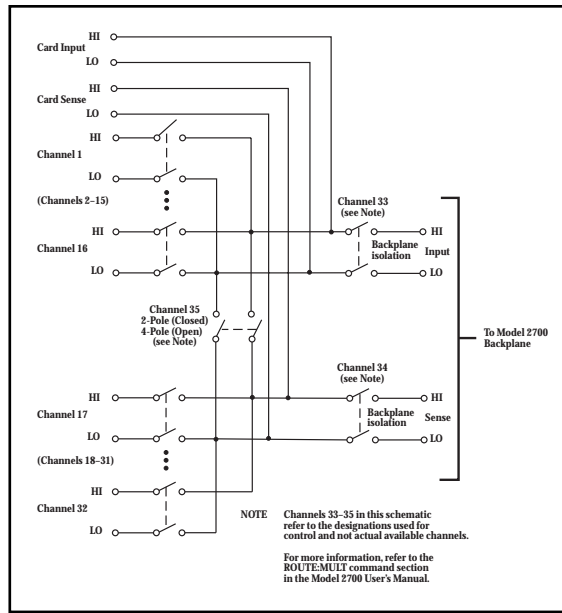 HI
Card Input
LO
HI
Card Sense
LO
HI
Channel 1
LO
(Channels 2–15)
HI
Channel 16
LO
Channel 33
(see Note)
Backplane
isolation
HI
Input
LO
Channel 35
2-Pole (Closed)
4-Pole (Open)
(see Note)
To Model 2700
Backplane
Channel 34
(see Note)
HI
Channel 17
LO
(Channels 18–31)
Backplane
isolation
HI
Sense
LO
HI
Channel 32
LO
NOTE Channels 33–35 in this schematic
refer to the designations used for
control and not actual available channels.
For more information, refer to the
ROUTE:MULT command section
in the Model 2700 User's Manual.